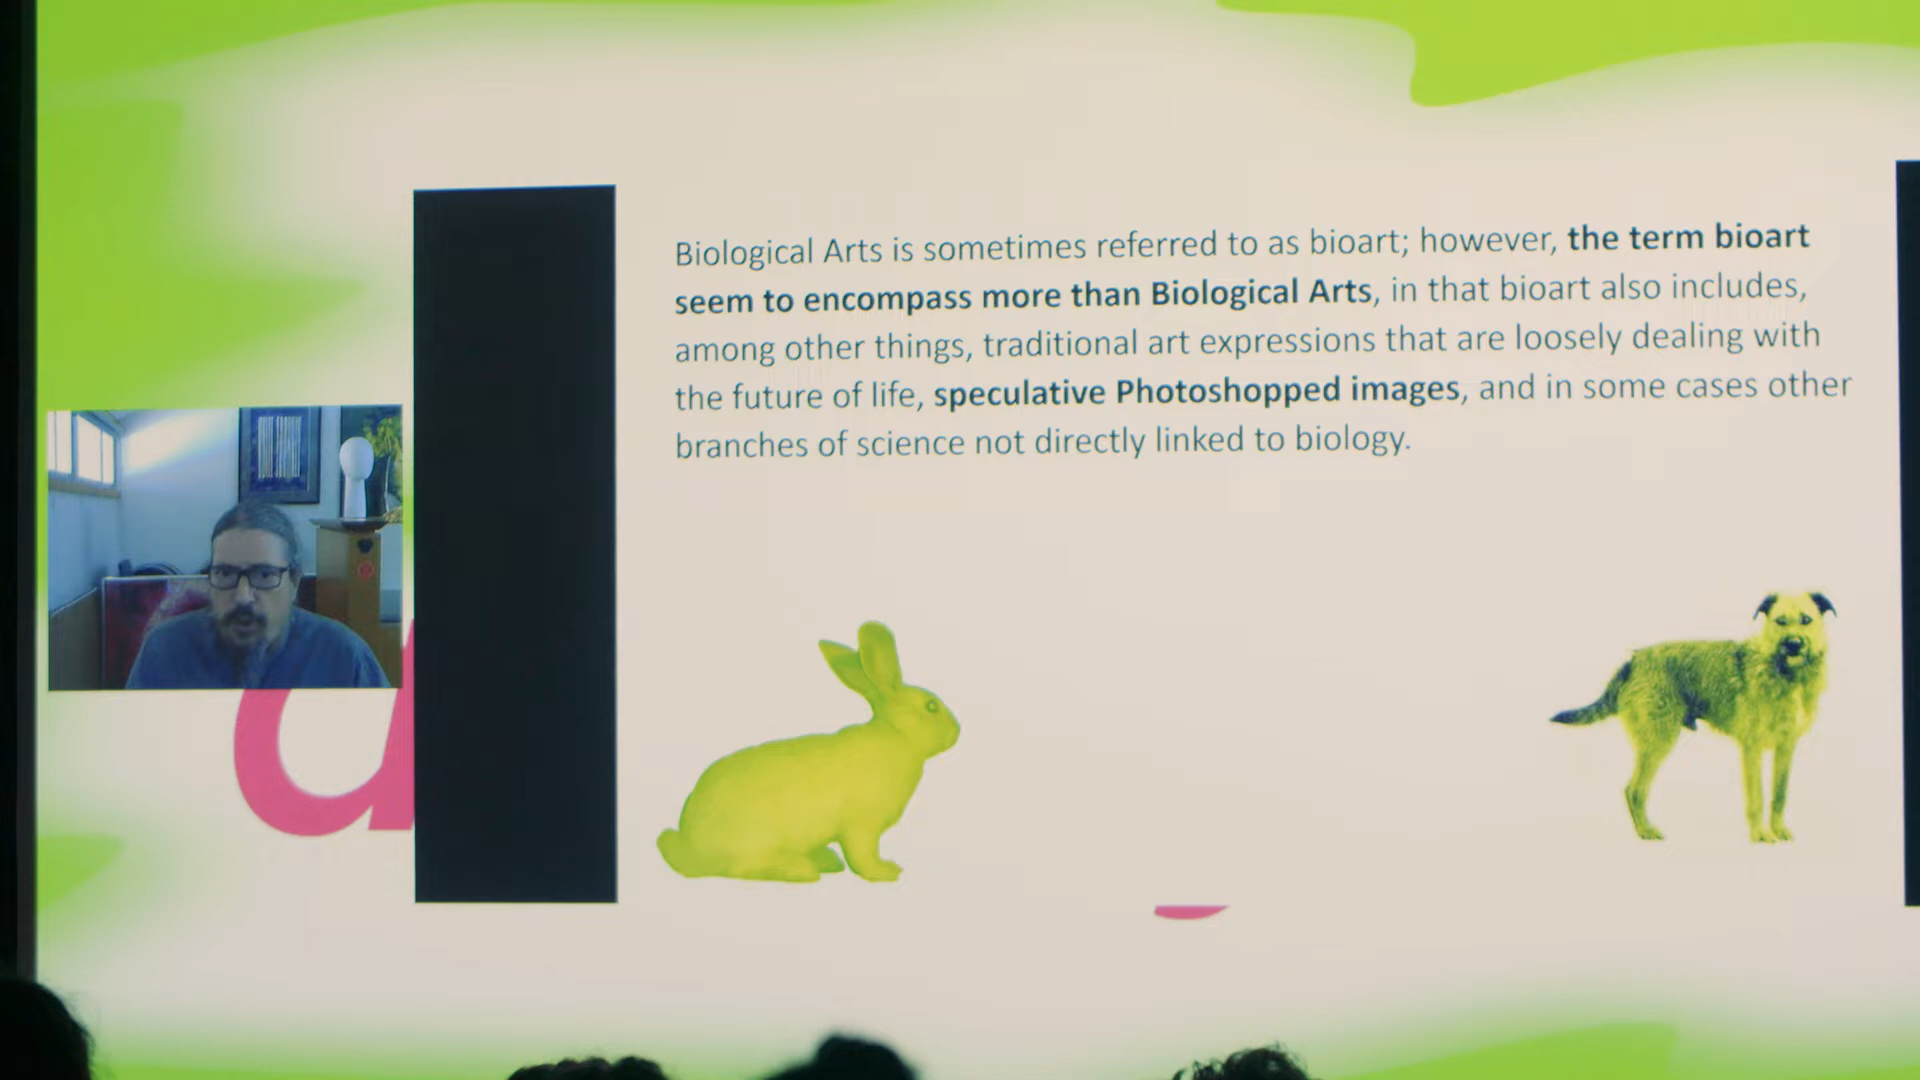 Biological Arts is sometimes referred to as bioart; however, the term bioart
seem to encompass more than Biological Arts, in that bioart also includes,
among other things, traditional art expressions that are loosely dealing with
the future of life, speculative Photoshopped images, and in some cases other
branches of science not directly linked to biology.